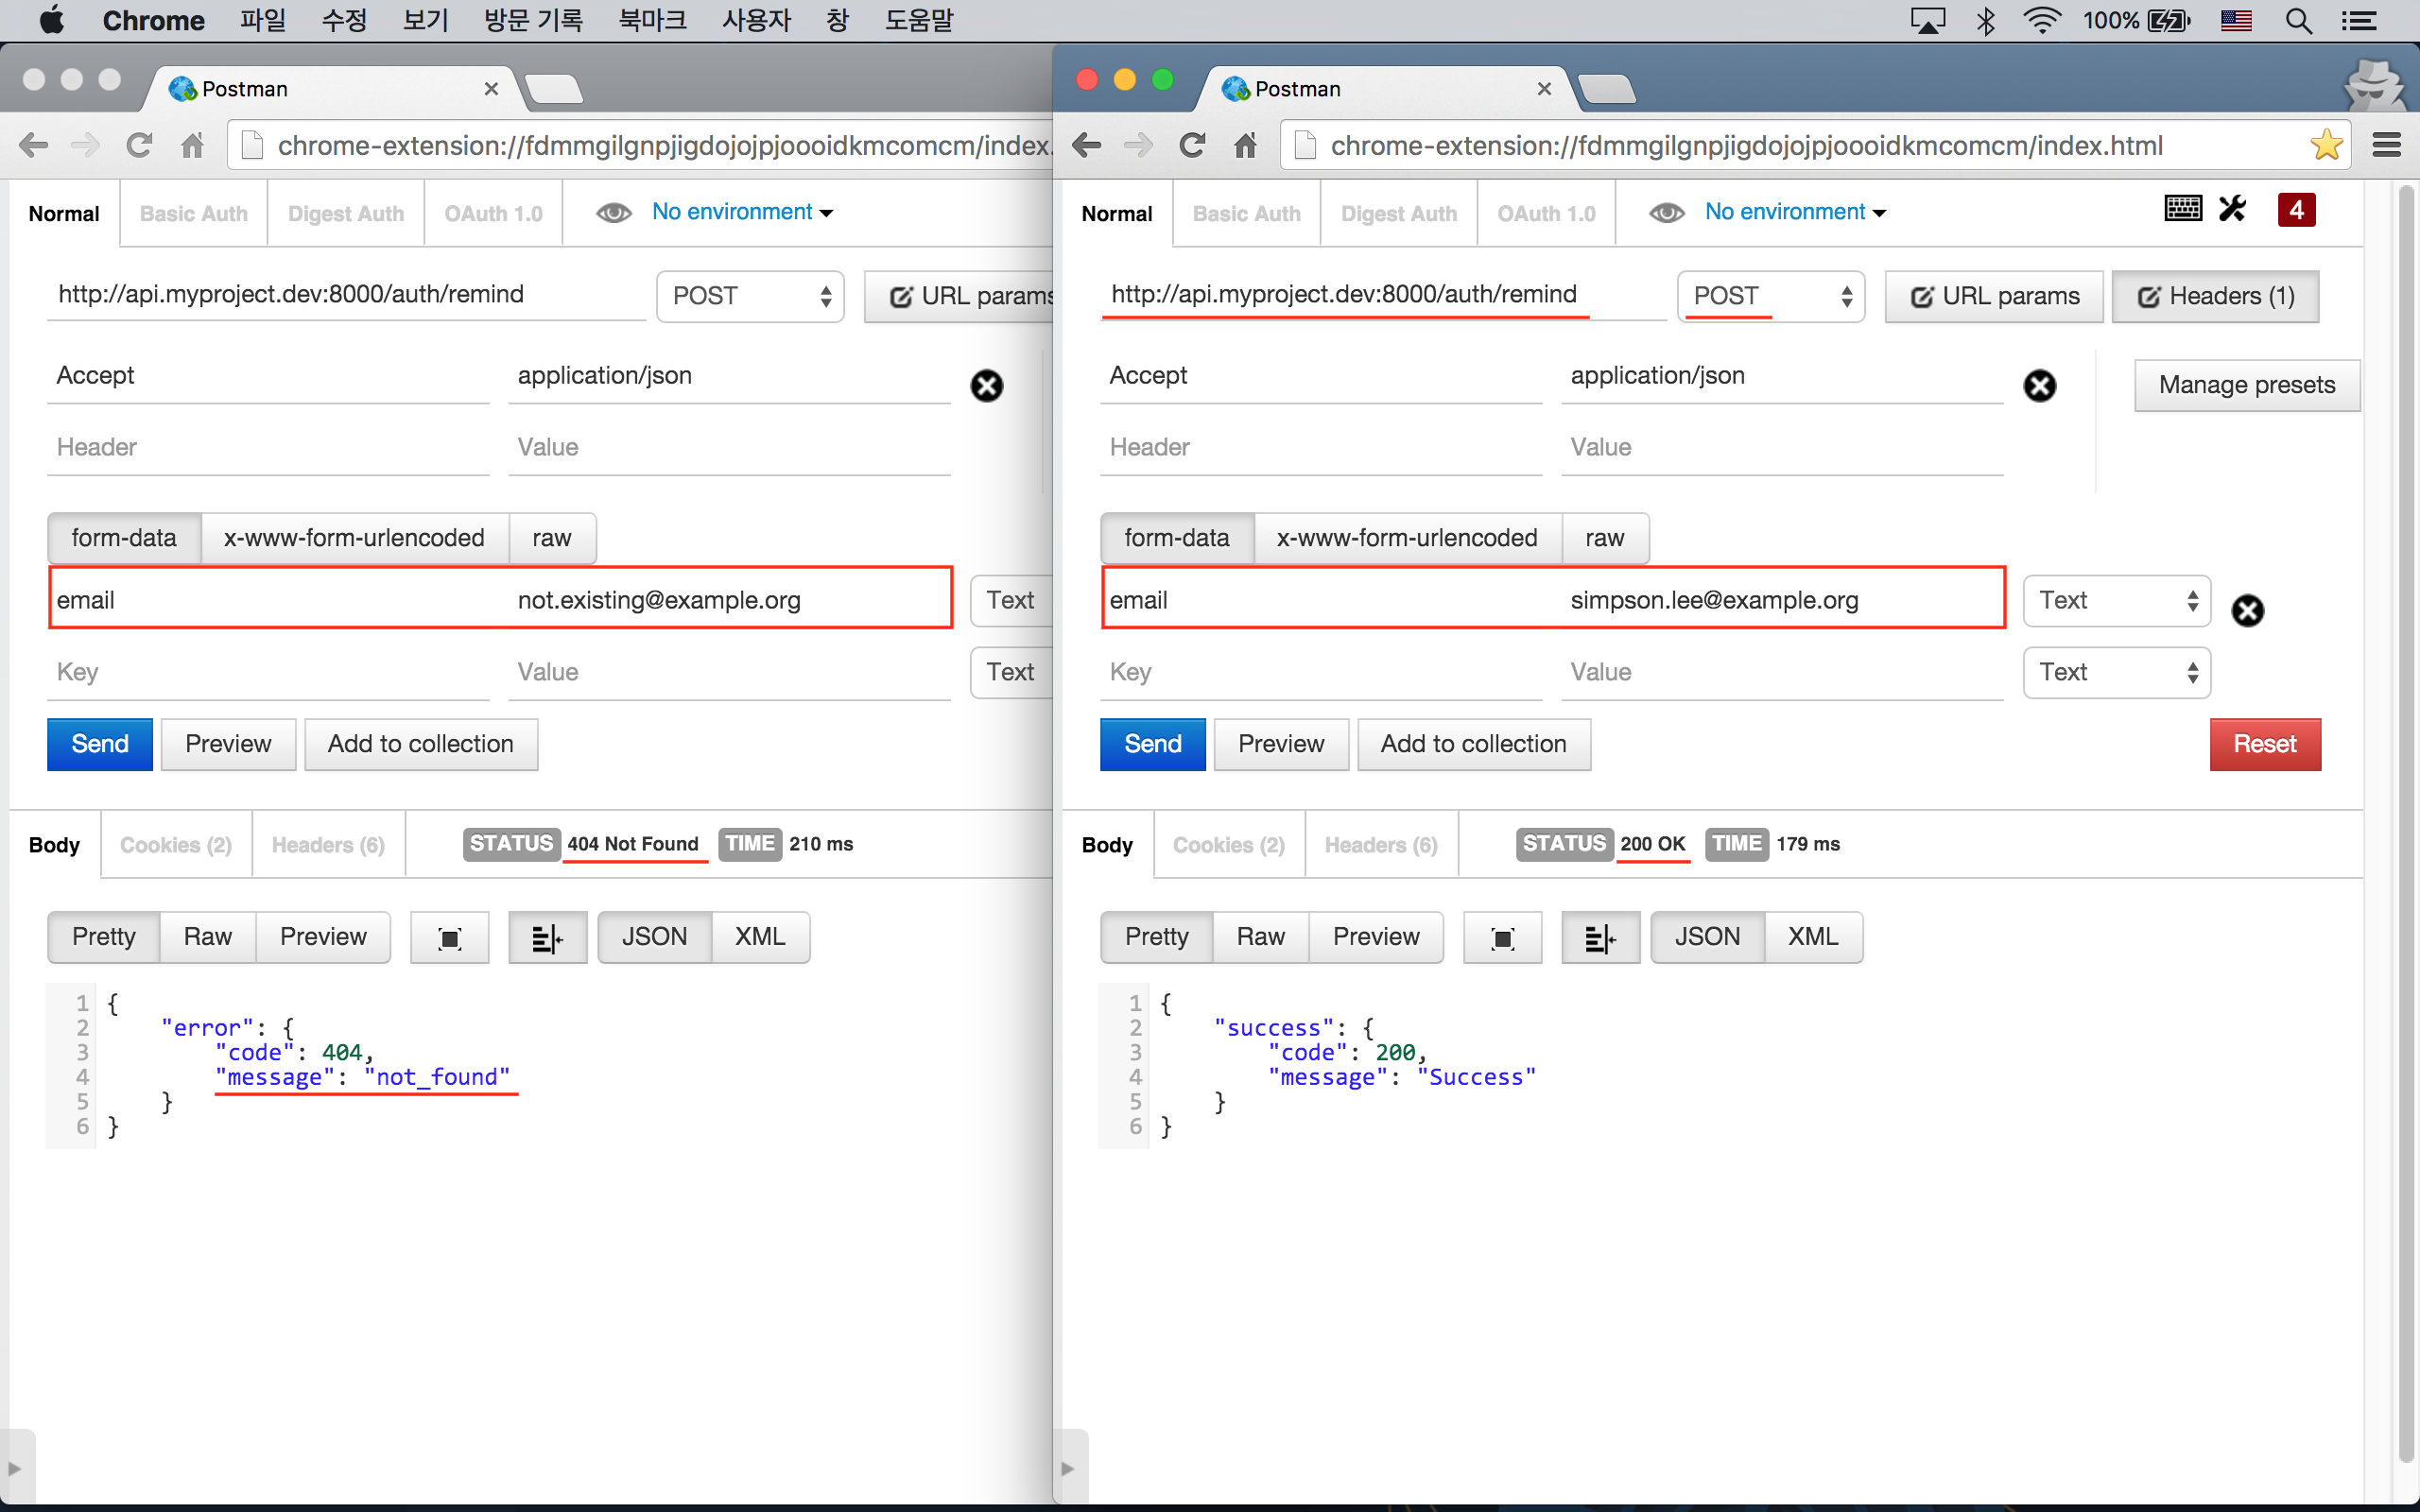 Chrome 파일 수정 보기 방문 기록 북마크 사용자 창 도움말 100%
Postman
chrome-extension://fdmmgilgnpjigdojojpjoooidkmcomcm/index.
Normal Basic Auth Digest Auth OAuth 1.0 No environment
http://api.myproject.dev:8000/auth/remind POST URL params
Accept application/json
Header Value
form-data x-www-form-urlencoded raw
email not.existing@example.org Text
Key Value Text
Send Preview Add to collection
Body Cookies (2) Headers (6) STATUS 404 Not Found TIME 210 ms
Pretty Raw Preview JSON XML
1 {
2 "error": {
3 "code": 404,
4 "message": "not_found"
5 }
6 }
Postman
chrome-extension://fdmmgilgnpjigdojojpjoooidkmcomcm/index.html
Normal Basic Auth Digest Auth OAuth 1.0 No environment 4
http://api.myproject.dev:8000/auth/remind POST URL params Headers (1)
Accept application/json Manage presets
Header Value
form-data x-www-form-urlencoded raw
email simpson.lee@example.org Text
Key Value Text
Send Preview Add to collection Reset
Body Cookies (2) Headers (6) STATUS 200 OK TIME 179 ms
Pretty Raw Preview JSON XML
1 {
2 "success": {
3 "code": 200,
4 "message": "Success"
5 }
6 }